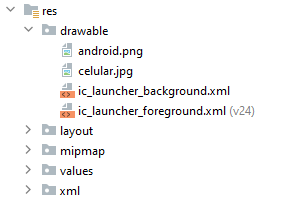 res
drawable
android.png
celular.jpg
ic_launcher_background.xml
ic_launcher_foreground.xml (v24)
layout
mipmap
values
xml